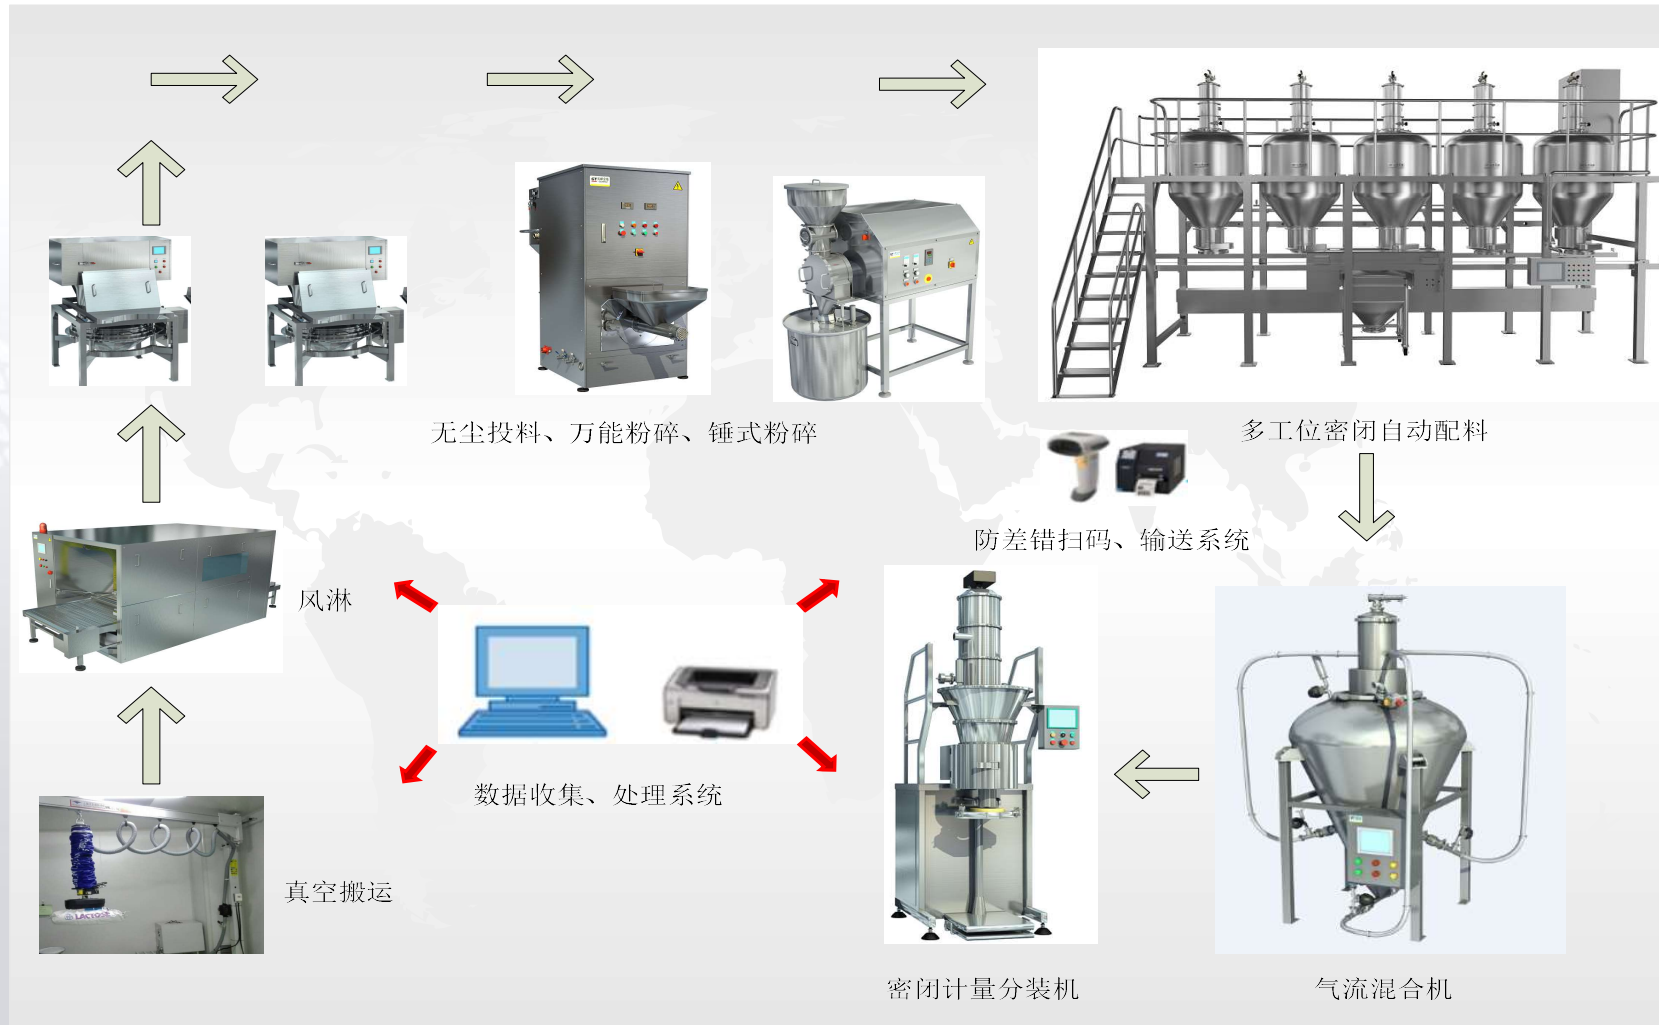 无尘投料、万能粉碎、锤式粉碎
多工位密闭自动配料
防差错扫码、输送系统
风淋
数据收集、处理系统
真空搬运
LACTOSE
密闭计量分装机
气流混合机